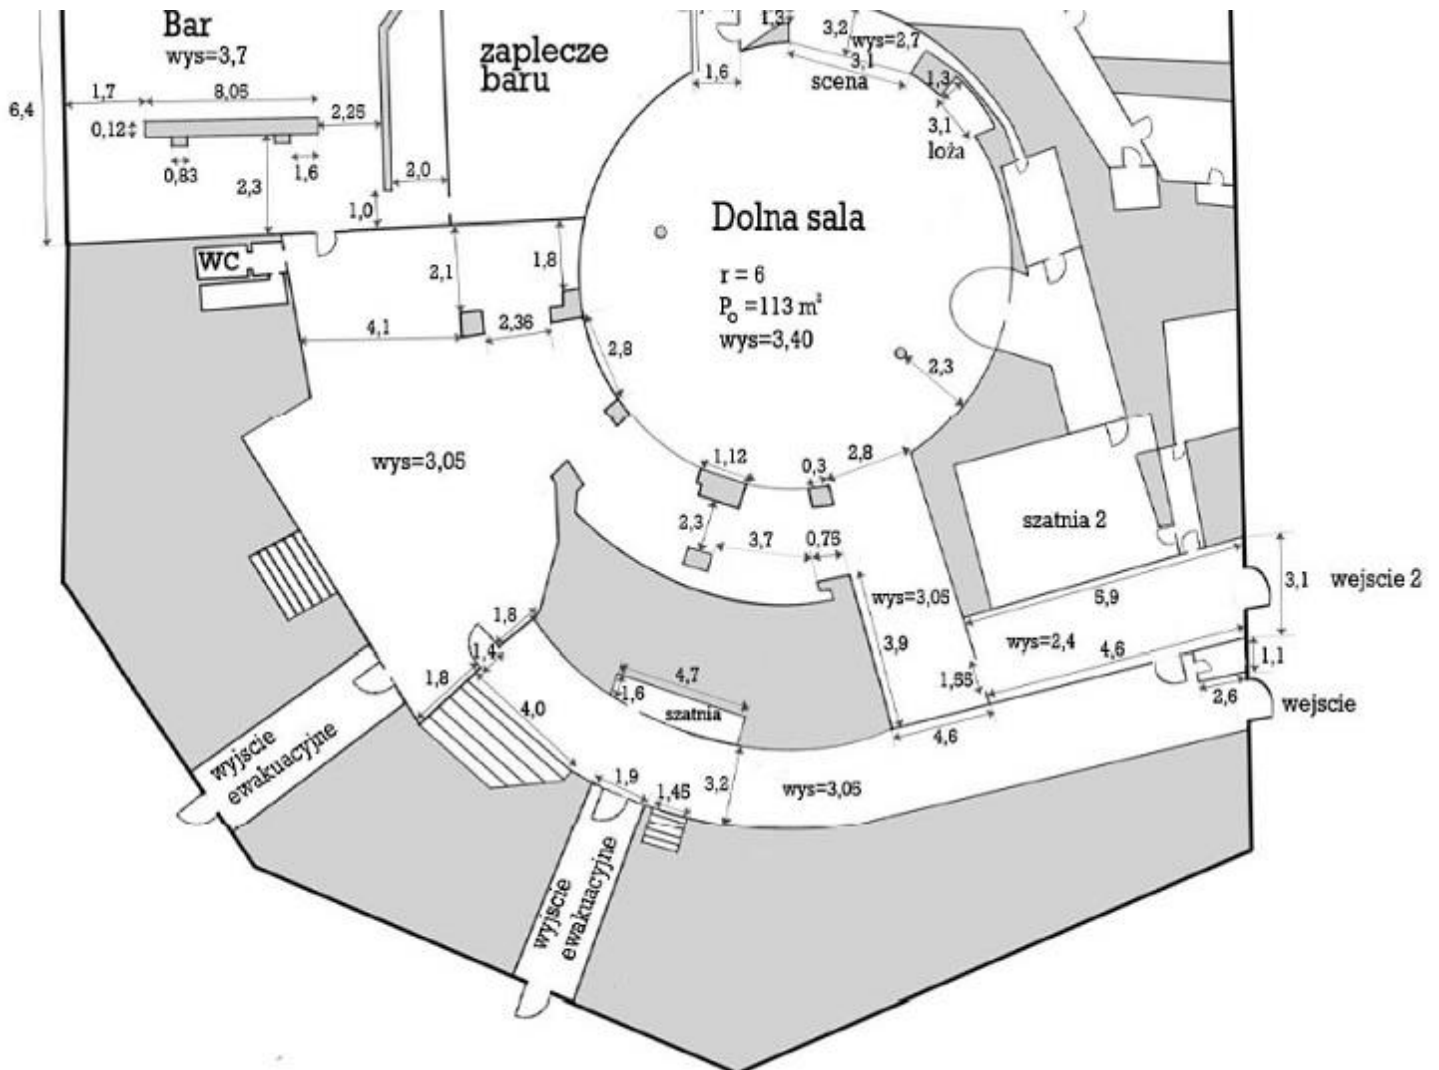 Bar
wys=3,7
zaplecze
baru
1,3
3,2
wys=2,7
3,1
scena
1,3
3,1
loża
1,6
6,4
1,7
8,05
2,25
0,12
0,83
1,6
2,3
2,0
1,0
WC
2,1
1,8
4,1
2,36
2,8
Dolna sala
r = 6
Po =113 m²
wys=3,40
2,3
wys=3,05
1,12
0,3
2,8
2,3
3,7
0,75
szatnia 2
wys=3,05
3,9
5,9
3,1
wejscie 2
wys=2,4
4,6
1,1
1,55
2,6
wejscie
4,6
1,8
1,4
1,8
4,0
4,7
1,6
szatnia
3,2
wys=3,05
1,9
1,45
wyjście
ewakuacyjne
wyjście
ewakuacyjne